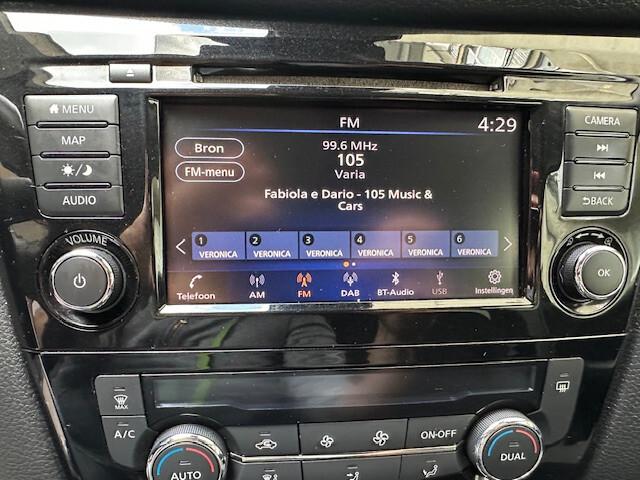 MENU
MAP
AUDIO
VOLUME
FM
4:29
Bron
FM-menu
99.6 MHz
105
Varia
Fabiola e Dario - 105 Music &
Cars
1 2 3 4 5 6
VERONICA VERONICA VERONICA VERONICA VERONICA VERONICA
Telefoon AM FM DAB BT-Audio USB Instellingen
CAMERA
BACK
OK
MAX
A/C
AUTO
ON-OFF
DUAL